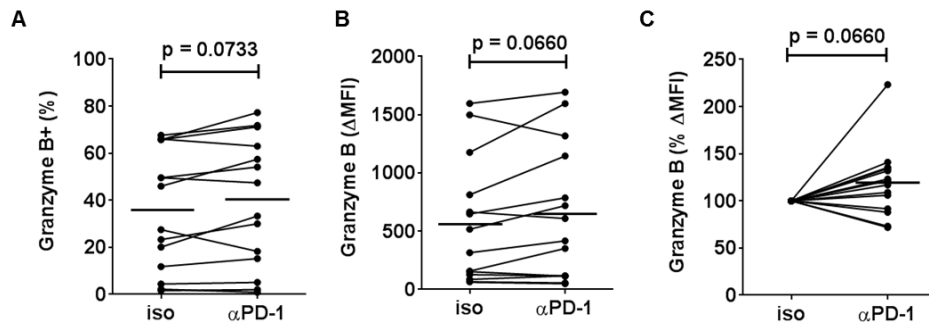 A
p = 0.0733
Granzyme B+ (%)
100
80
60
40
20
0
iso
αPD-1
B
p = 0.0660
Granzyme B (ΔMFI)
2000
1500
1000
500
0
iso
αPD-1
C
p = 0.0660
Granzyme B (% ΔMFI)
250
200
150
100
50
0
iso
αPD-1